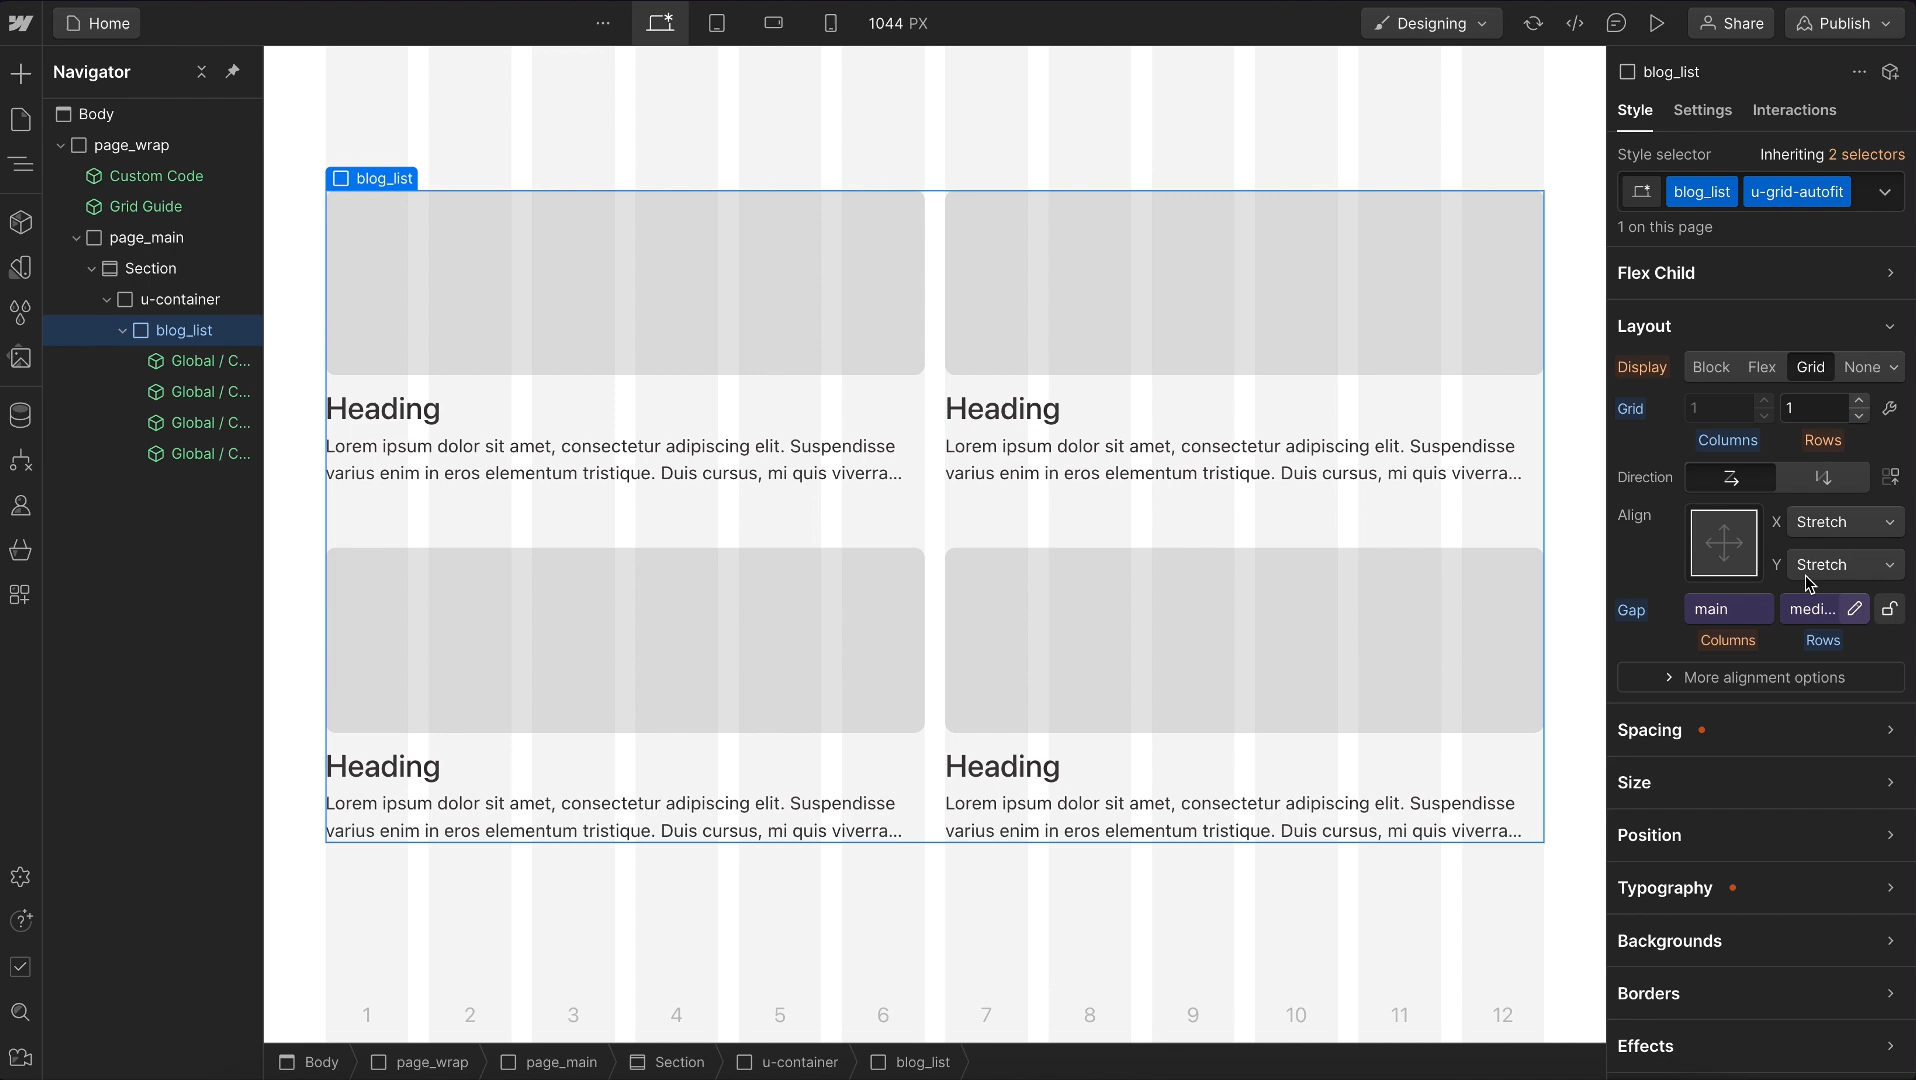 Home
1044 PX
Designing
Share
Publish
Navigator
Body
page_wrap
Custom Code
Grid Guide
page_main
Section
u-container
blog_list
Global / C...
Global / C...
Global / C...
Global / C...
blog_list
Heading
Lorem ipsum dolor sit amet, consectetur adipiscing elit. Suspendisse
varius enim in eros elementum tristique. Duis cursus, mi quis viverra...
Heading
Lorem ipsum dolor sit amet, consectetur adipiscing elit. Suspendisse
varius enim in eros elementum tristique. Duis cursus, mi quis viverra...
Heading
Lorem ipsum dolor sit amet, consectetur adipiscing elit. Suspendisse
varius enim in eros elementum tristique. Duis cursus, mi quis viverra...
Heading
Lorem ipsum dolor sit amet, consectetur adipiscing elit. Suspendisse
varius enim in eros elementum tristique. Duis cursus, mi quis viverra...
1 2 3 4 5 6 7 8 9 10 11 12
Body page_wrap page_main Section u-container blog_list
blog_list
Style Settings Interactions
Style selector Inheriting 2 selectors
blog_list u-grid-autofit
1 on this page
Flex Child
Layout
Display Block Flex Grid None
Grid 1 1
Columns Rows
Direction
Align X Stretch
Y Stretch
Gap main medi...
Columns Rows
More alignment options
Spacing
Size
Position
Typography
Backgrounds
Borders
Effects